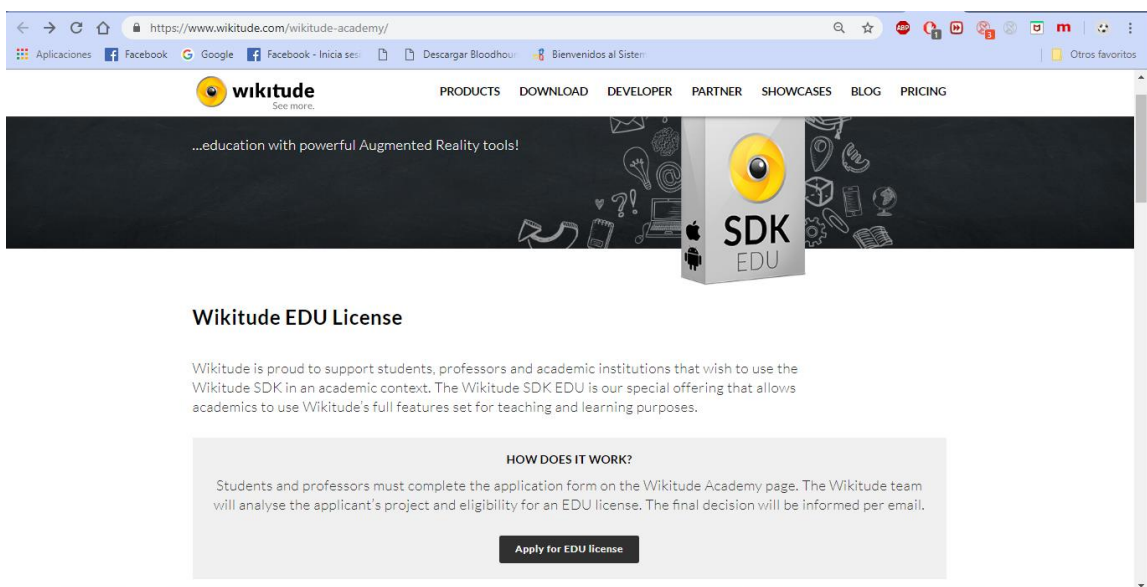 https://www.wikitude.com/wikitude-academy/
ABP 1 3 m
Aplicaciones Facebook Google Facebook - Inicia ses Descargar Bloodhour Bienvenidos al Sistem Otros favoritos
wikitude
See more.
PRODUCTS DOWNLOAD DEVELOPER PARTNER SHOWCASES BLOG PRICING
...education with powerful Augmented Reality tools!
SDK
EDU
Wikitude EDU License
Wikitude is proud to support students, professors and academic institutions that wish to use the
Wikitude SDK in an academic context. The Wikitude SDK EDU is our special offering that allows
academics to use Wikitude's full features set for teaching and learning purposes.
HOW DOES IT WORK?
Students and professors must complete the application form on the Wikitude Academy page. The Wikitude team
will analyse the applicant's project and eligibility for an EDU license. The final decision will be informed per email.
Apply for EDU license